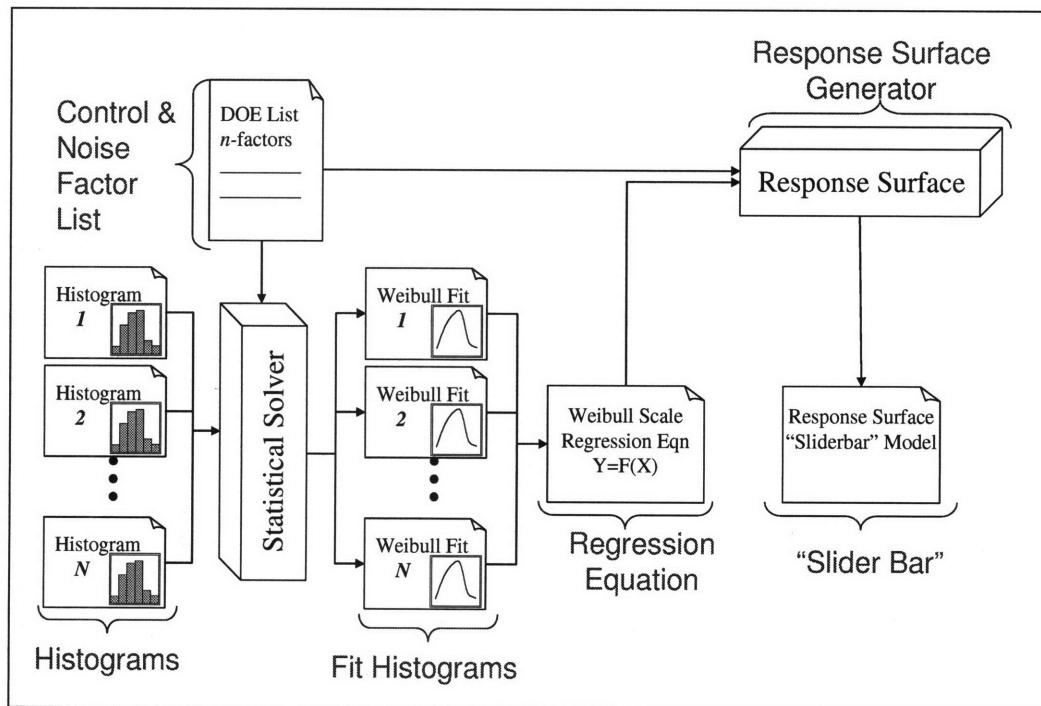 Response Surface
Generator
Control &
Noise
Factor
List
DOE List
n-factors
Response Surface
Histogram
1
Histogram
2
Histogram
N
Histograms
Statistical Solver
Weibull Fit
1
Weibull Fit
2
Weibull Fit
N
Fit Histograms
Weibull Scale
Regression Eqn
Y=F(X)
Regression
Equation
Response Surface
“Sliderbar” Model
“Slider Bar”